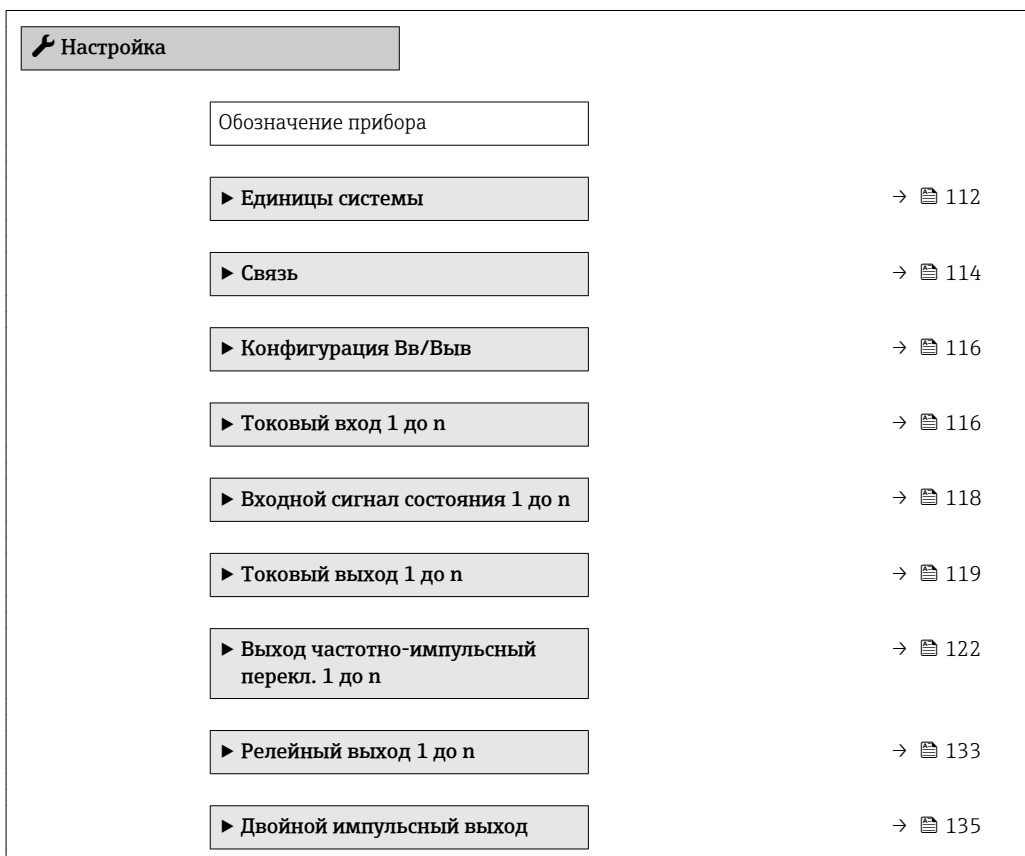 Настройка
Обозначение прибора
▶ Единицы системы → 112
▶ Связь → 114
▶ Конфигурация Вв/Выв → 116
▶ Токовый вход 1 до n → 116
▶ Входной сигнал состояния 1 до n → 118
▶ Токовый выход 1 до n → 119
▶ Выход частотно-импульсный → 122
перекл. 1 до n
▶ Релейный выход 1 до n → 133
▶ Двойной импульсный выход → 135